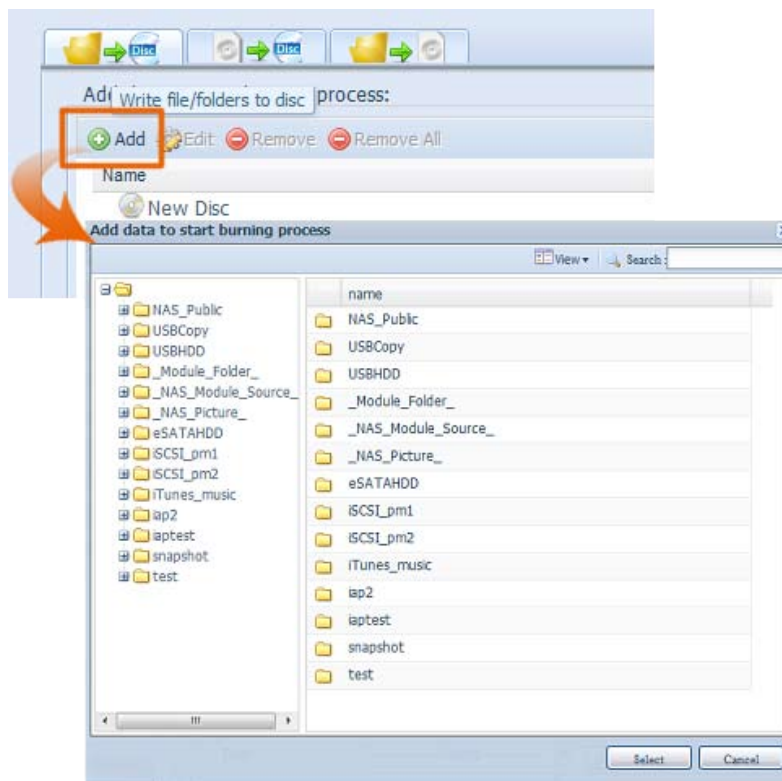 Disc
Disc
Ad
Write file/folders to disc
process:
Add Edit Remove Remove All
Name
New Disc
Add data to start burning process
View Search :
name
NAS_Public
USBCopy
USBHDD
_Module_Folder_
_NAS_Module_Source_
_NAS_Picture_
eSATAHDD
iSCSI_pm1
iSCSI_pm2
iTunes_music
iap2
iaptest
snapshot
test
NAS_Public
USBCopy
USBHDD
_Module_Folder_
_NAS_Module_Source_
_NAS_Picture_
eSATAHDD
iSCSI_pm1
iSCSI_pm2
iTunes_music
iap2
iaptest
snapshot
test
Select Cancel